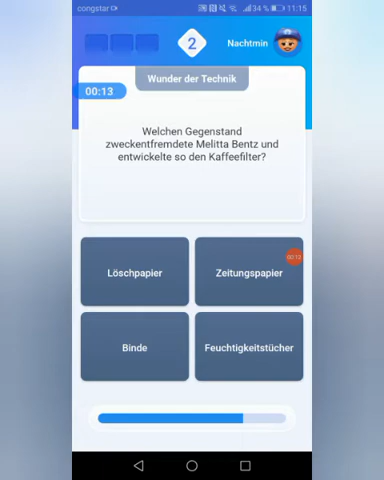 congstar 34 % 11:15
2
Nachtmin
Wunder der Technik
00:13
Welchen Gegenstand
zweckentfremdete Melitta Bentz und
entwickelte so den Kaffeefilter?
Löschpapier
Zeitungspapier
00:13
Binde
Feuchtigkeitstücher